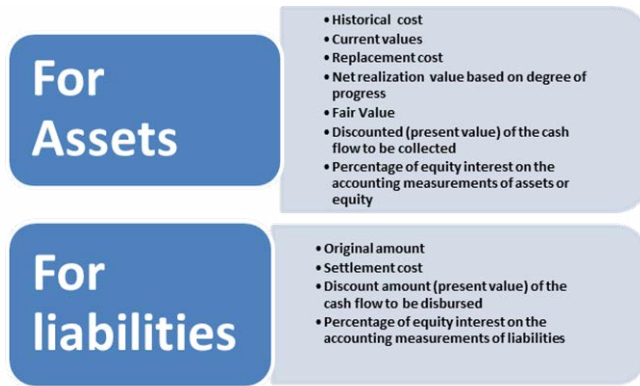 For
Assets
• Historical cost
• Current values
• Replacement cost
• Net realization value based on degree of
progress
• Fair Value
• Discounted (present value) of the cash
flow to be collected
• Percentage of equity interest on the
accounting measurements of assets or
equity
For
liabilities
• Original amount
• Settlement cost
• Discount amount (present value) of the
cash flow to be disbursed
• Percentage of equity interest on the
accounting measurements of liabilities